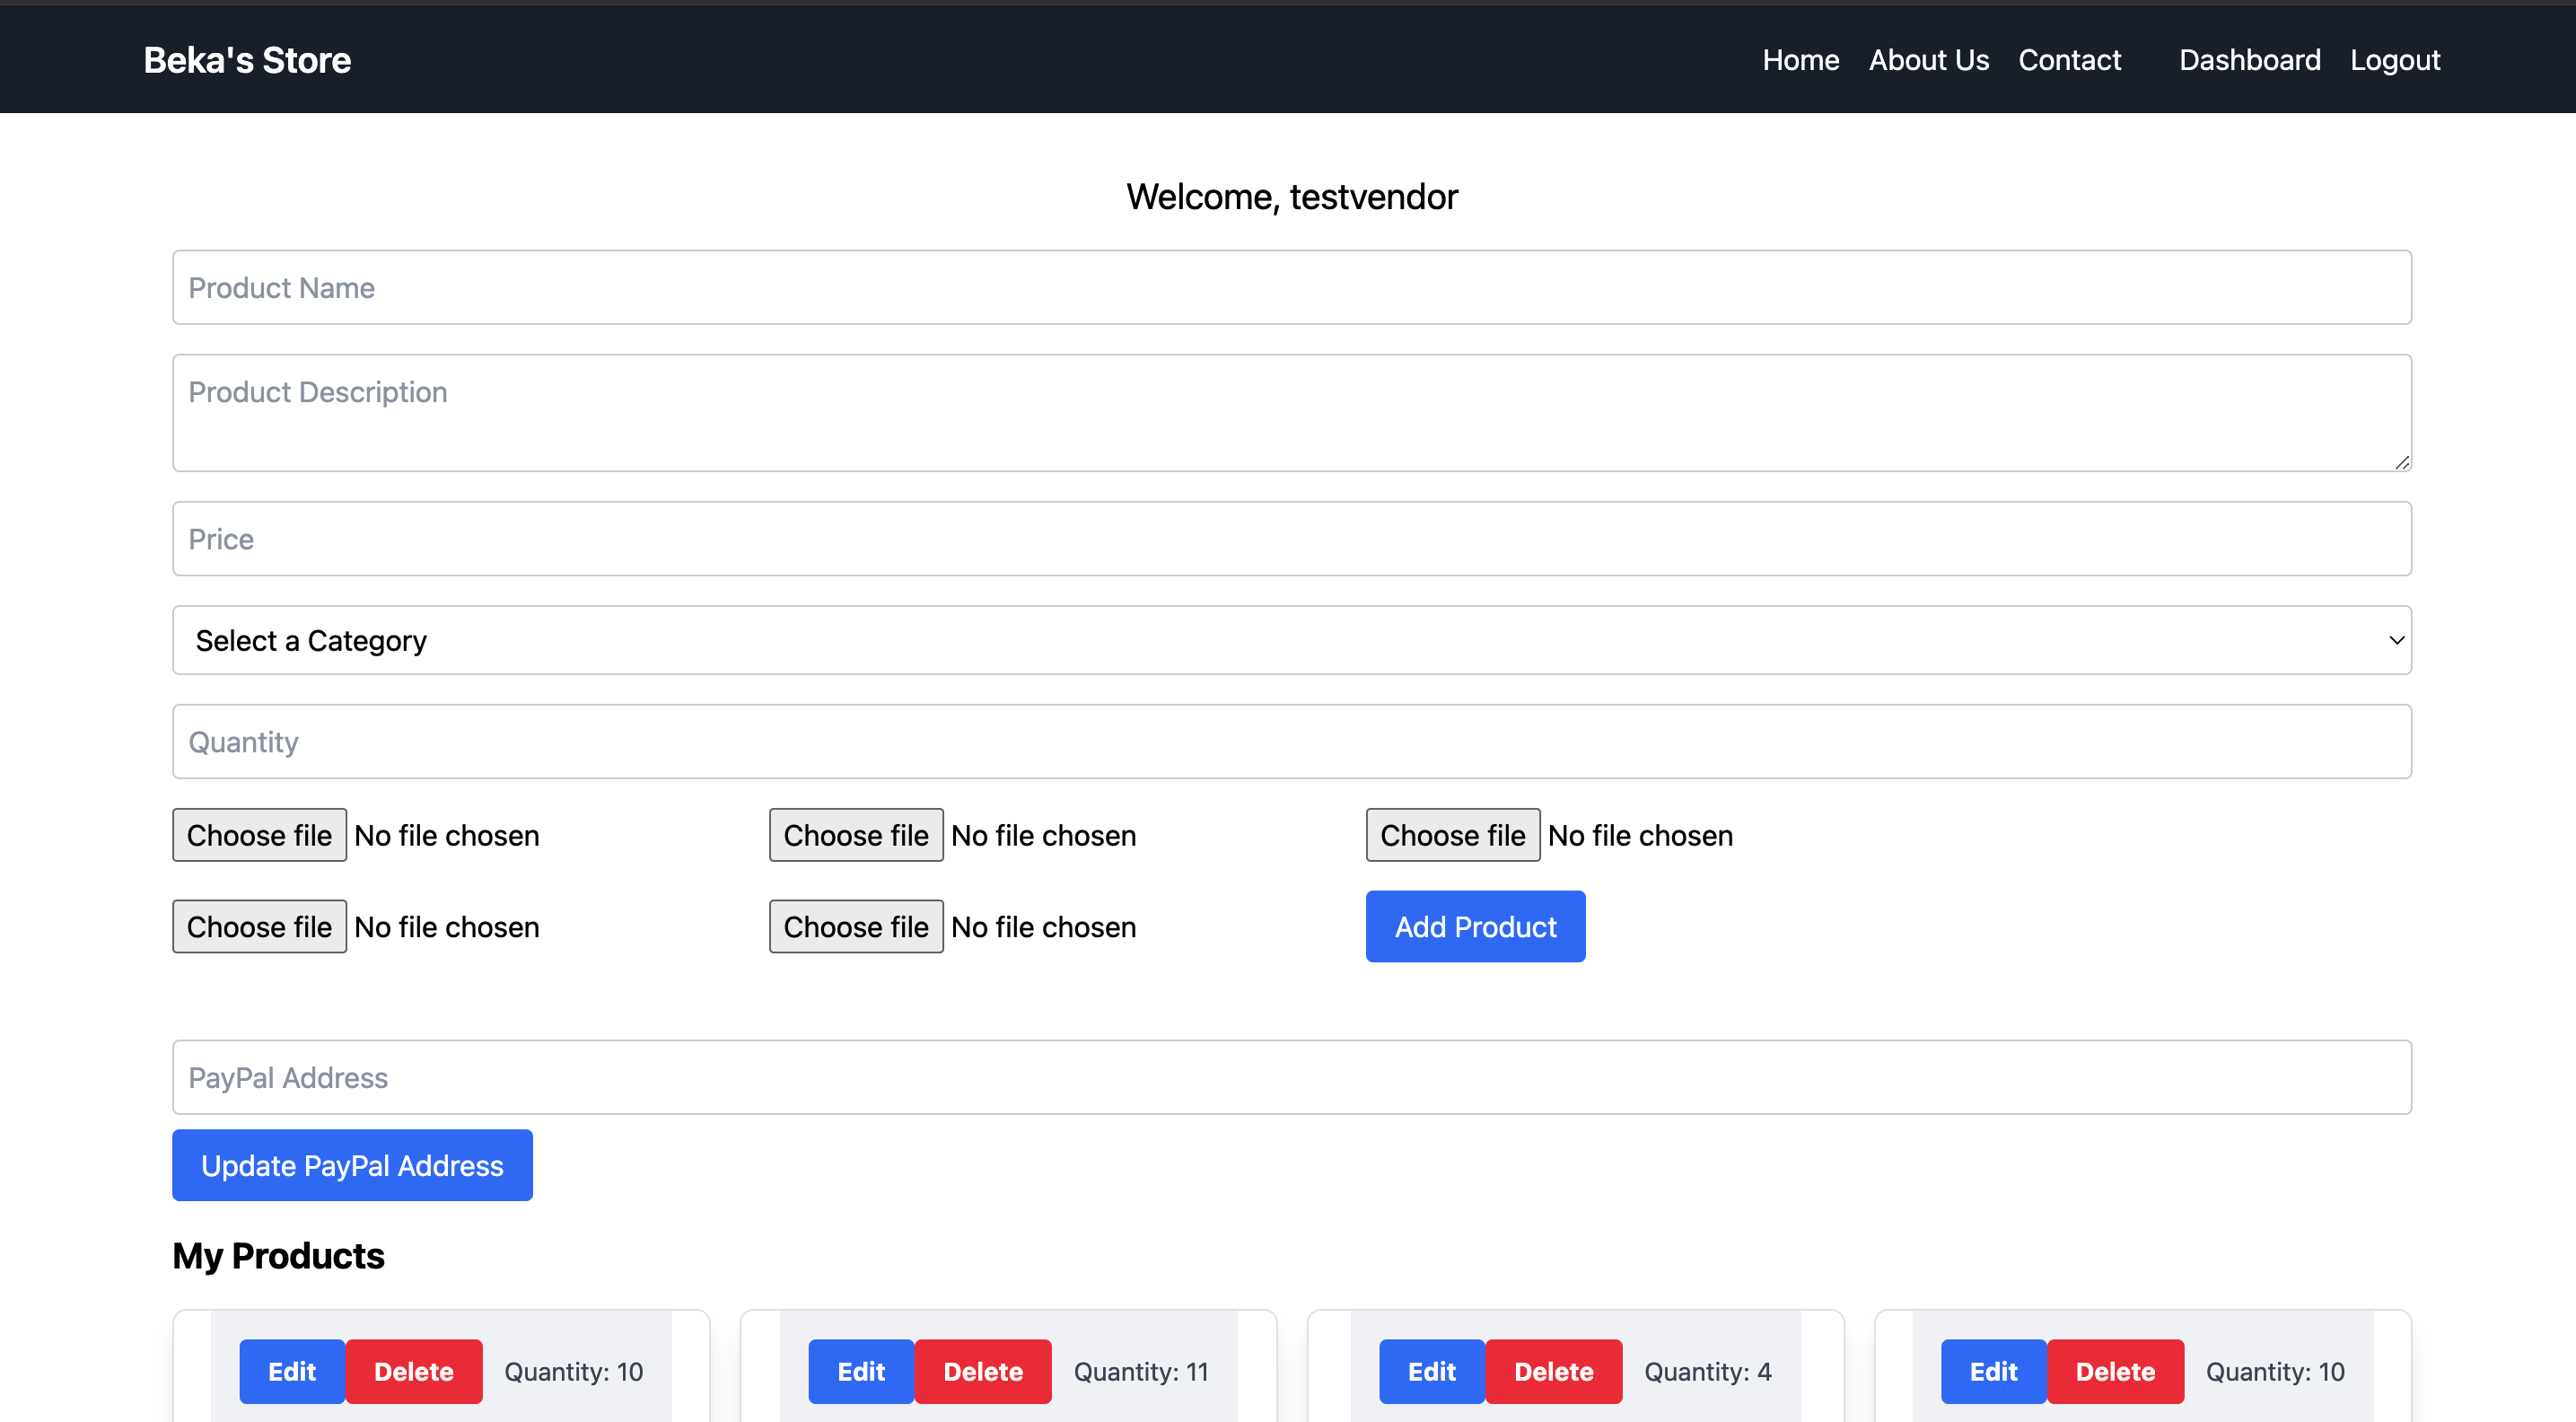 Beka's Store
Home About Us Contact Dashboard Logout
Welcome, testvendor
Product Name
Product Description
Price
Select a Category
Quantity
Choose file No file chosen Choose file No file chosen Choose file No file chosen
Choose file No file chosen Choose file No file chosen Add Product
PayPal Address
Update PayPal Address
My Products
Edit Delete Quantity: 10 Edit Delete Quantity: 11 Edit Delete Quantity: 4 Edit Delete Quantity: 10